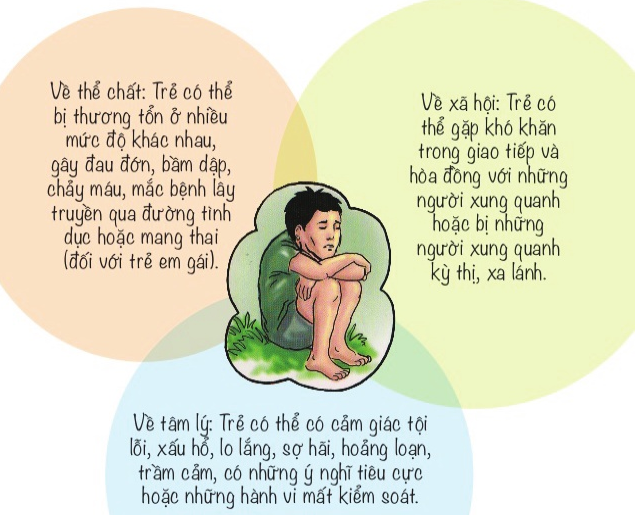 Về thể chất: Trẻ có thể
bị thương tổn ở nhiều
mức độ khác nhau,
gây đau đớn, bầm dập,
chảy máu, mắc bệnh lây
truyền qua đường tình
dục hoặc mang thai
(đối với trẻ em gái).
Về xã hội: Trẻ có
thể gặp khó khăn
trong giao tiếp và
hòa đồng với những
người xung quanh
hoặc bị những
người xung quanh
kỳ thị, xa lánh.
Về tâm lý: Trẻ có thể có cảm giác tội
lỗi, xấu hổ, lo lắng, sợ hãi, hoảng loạn,
trầm cảm, có những ý nghĩ tiêu cực
hoặc những hành vi mất kiểm soát.